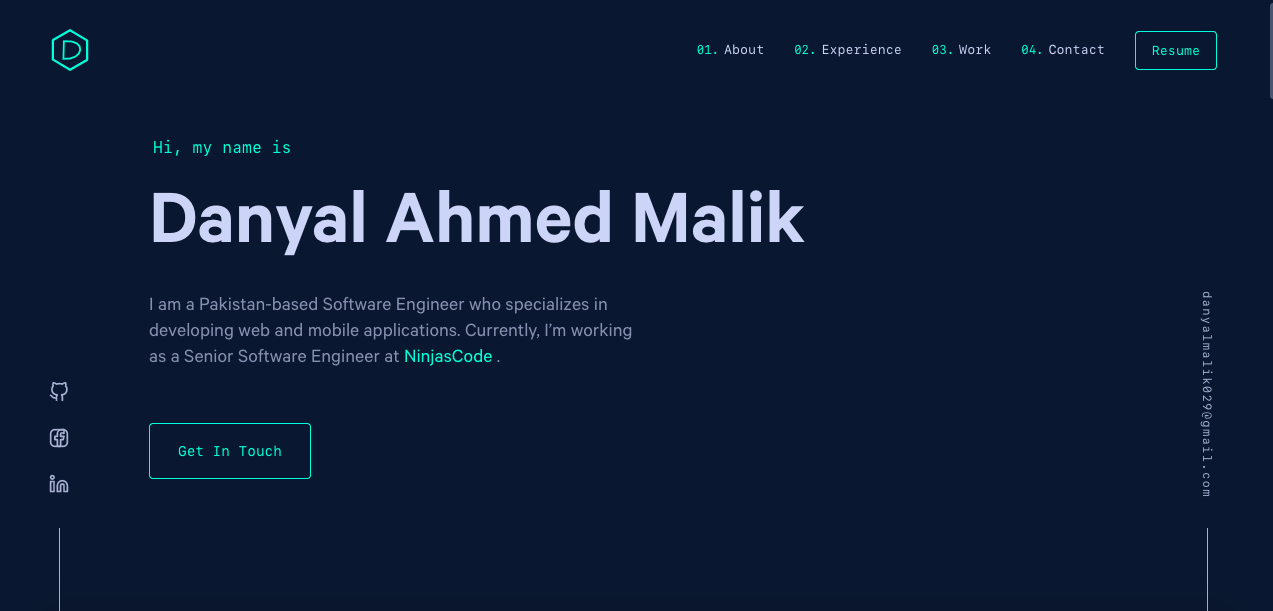 D
01. About 02. Experience 03. Work 04. Contact Resume
Hi, my name is
Danyal Ahmed Malik
I am a Pakistan-based Software Engineer who specializes in
developing web and mobile applications. Currently, I'm working
as a Senior Software Engineer at NinjasCode .
Get In Touch
danyalmalik029@gmail.com